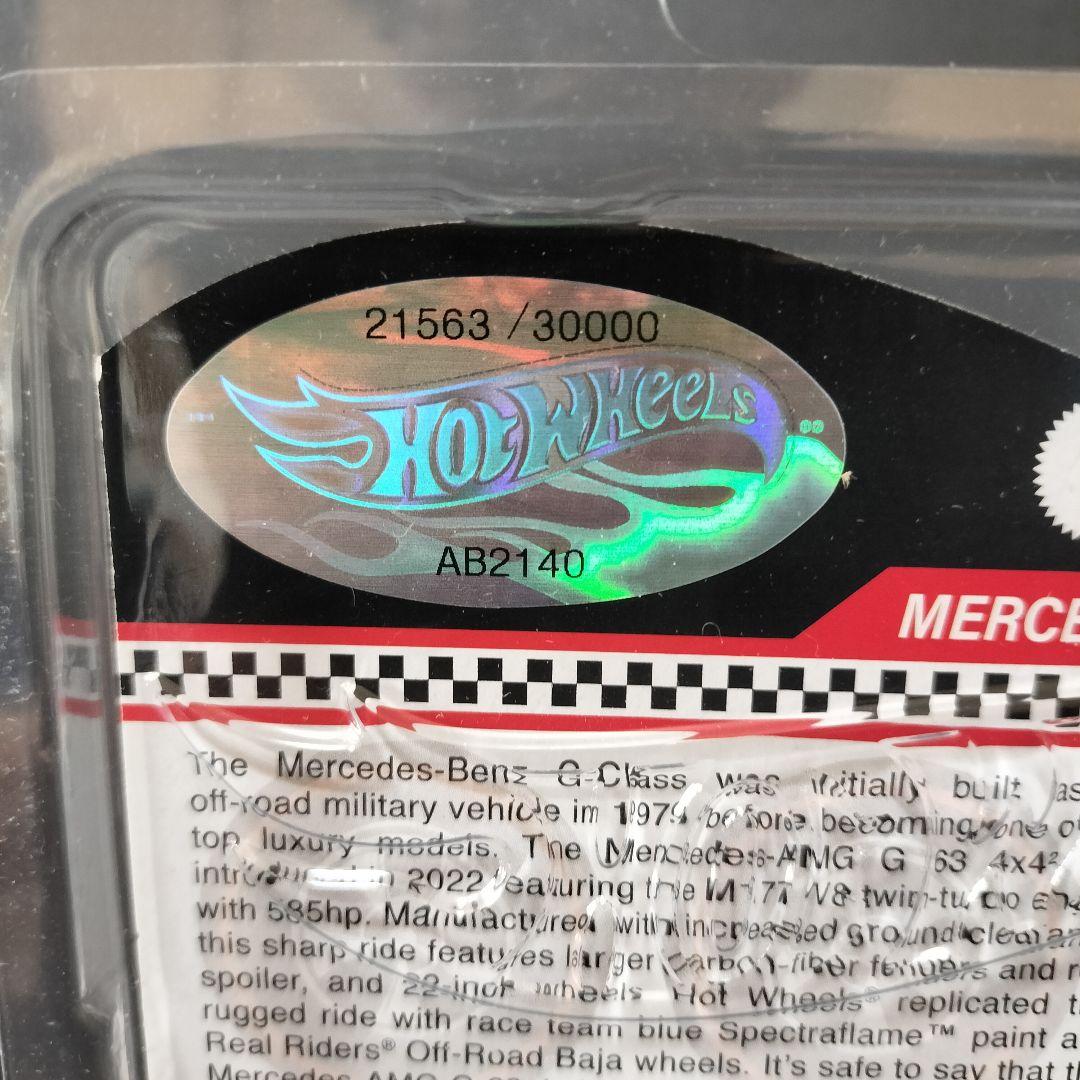 21563 /30000
Hot Wheels
AB2140
MERCE
The Mercedes-Benz G-Class was initially built as
off-road military vehicle in 1979 before becoming one of
top luxury models. The Mercedes-AMG G 63 4x4²
introduced in 2022 featuring the M177 V8 twin-turbo
with 585hp. Manufactured with increased ground
this sharp ride features larger carbon-fiber fenders and
spoiler, and 22-inch wheels. Hot Wheels® replicated
rugged ride with race team blue Spectraflame™ paint
Real Riders® Off-Road Baja wheels. It's safe to say that
Mercedes-AMG G